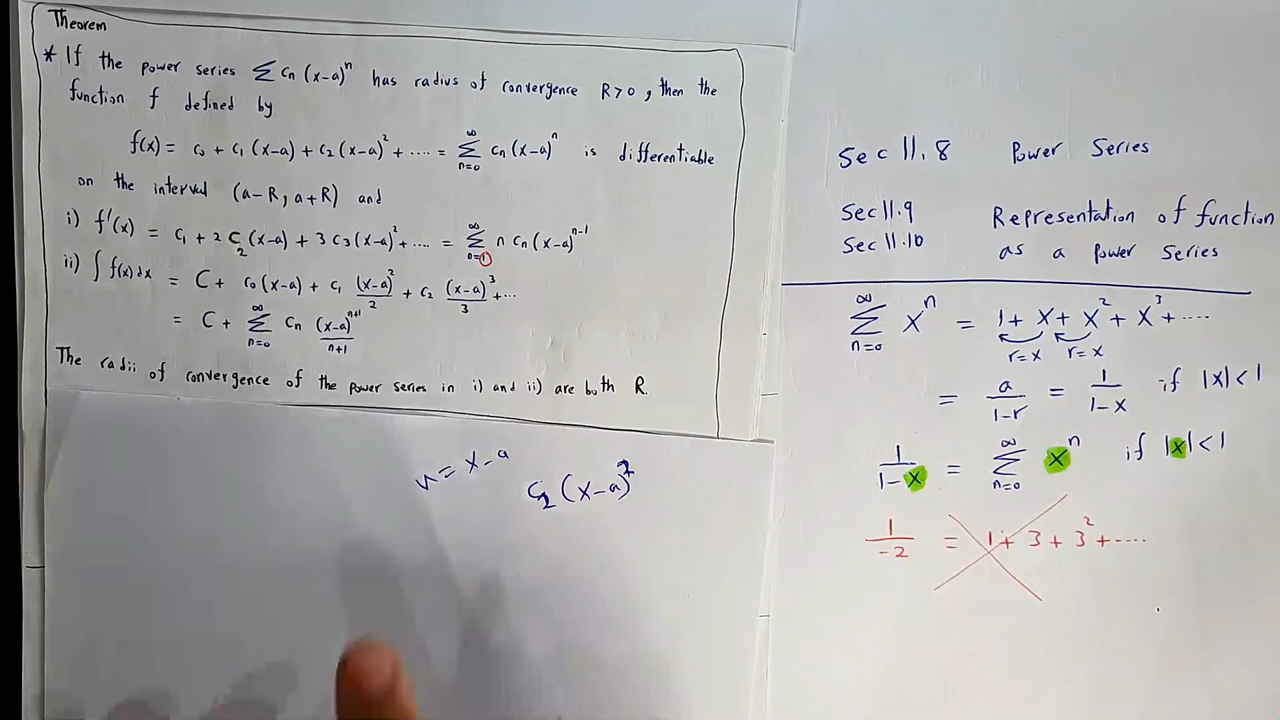 Theorem
* If the power series Σ cn (x-a)^n has radius of convergence R>0, then the
function f defined by
f(x) = c0 + c1 (x-a) + c2 (x-a)^2 + .... = Σ_{n=0}^{∞} cn (x-a)^n is differentiable
on the interval (a-R, a+R) and
i) f'(x) = c1 + 2 c2 (x-a) + 3 c3 (x-a)^2 + .... = Σ_{n=1}^{∞} n cn (x-a)^{n-1}
ii) ∫ f(x) dx = C + c0 (x-a) + c1 (x-a)^2/2 + c2 (x-a)^3/3 + ...
= C + Σ_{n=0}^{∞} cn (x-a)^{n+1}/n+1
The radii of convergence of the power series in i) and ii) are both R.
u = x-a
c2 (x-a)^2
Sec 11.8 Power Series
Sec 11.9 Representation of function
Sec 11.10 as a power series
Σ_{n=0}^{∞} x^n = 1 + x + x^2 + x^3 + ....
r=x r=x
= a/1-r = 1/1-x if |x|<1
1/1-x = Σ_{n=0}^{∞} x^n if |x|<1
1/-2 = 1 + 3 + 3^2 + ....